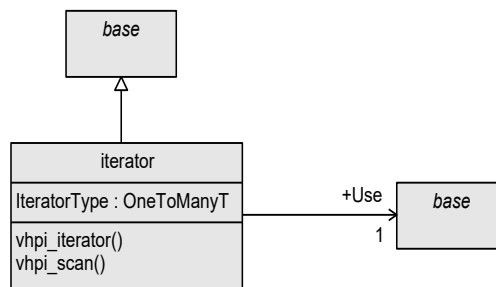 base
iterator
IteratorType : OneToManyT
vhpi_iterator()
vhpi_scan()
+Use
1
base